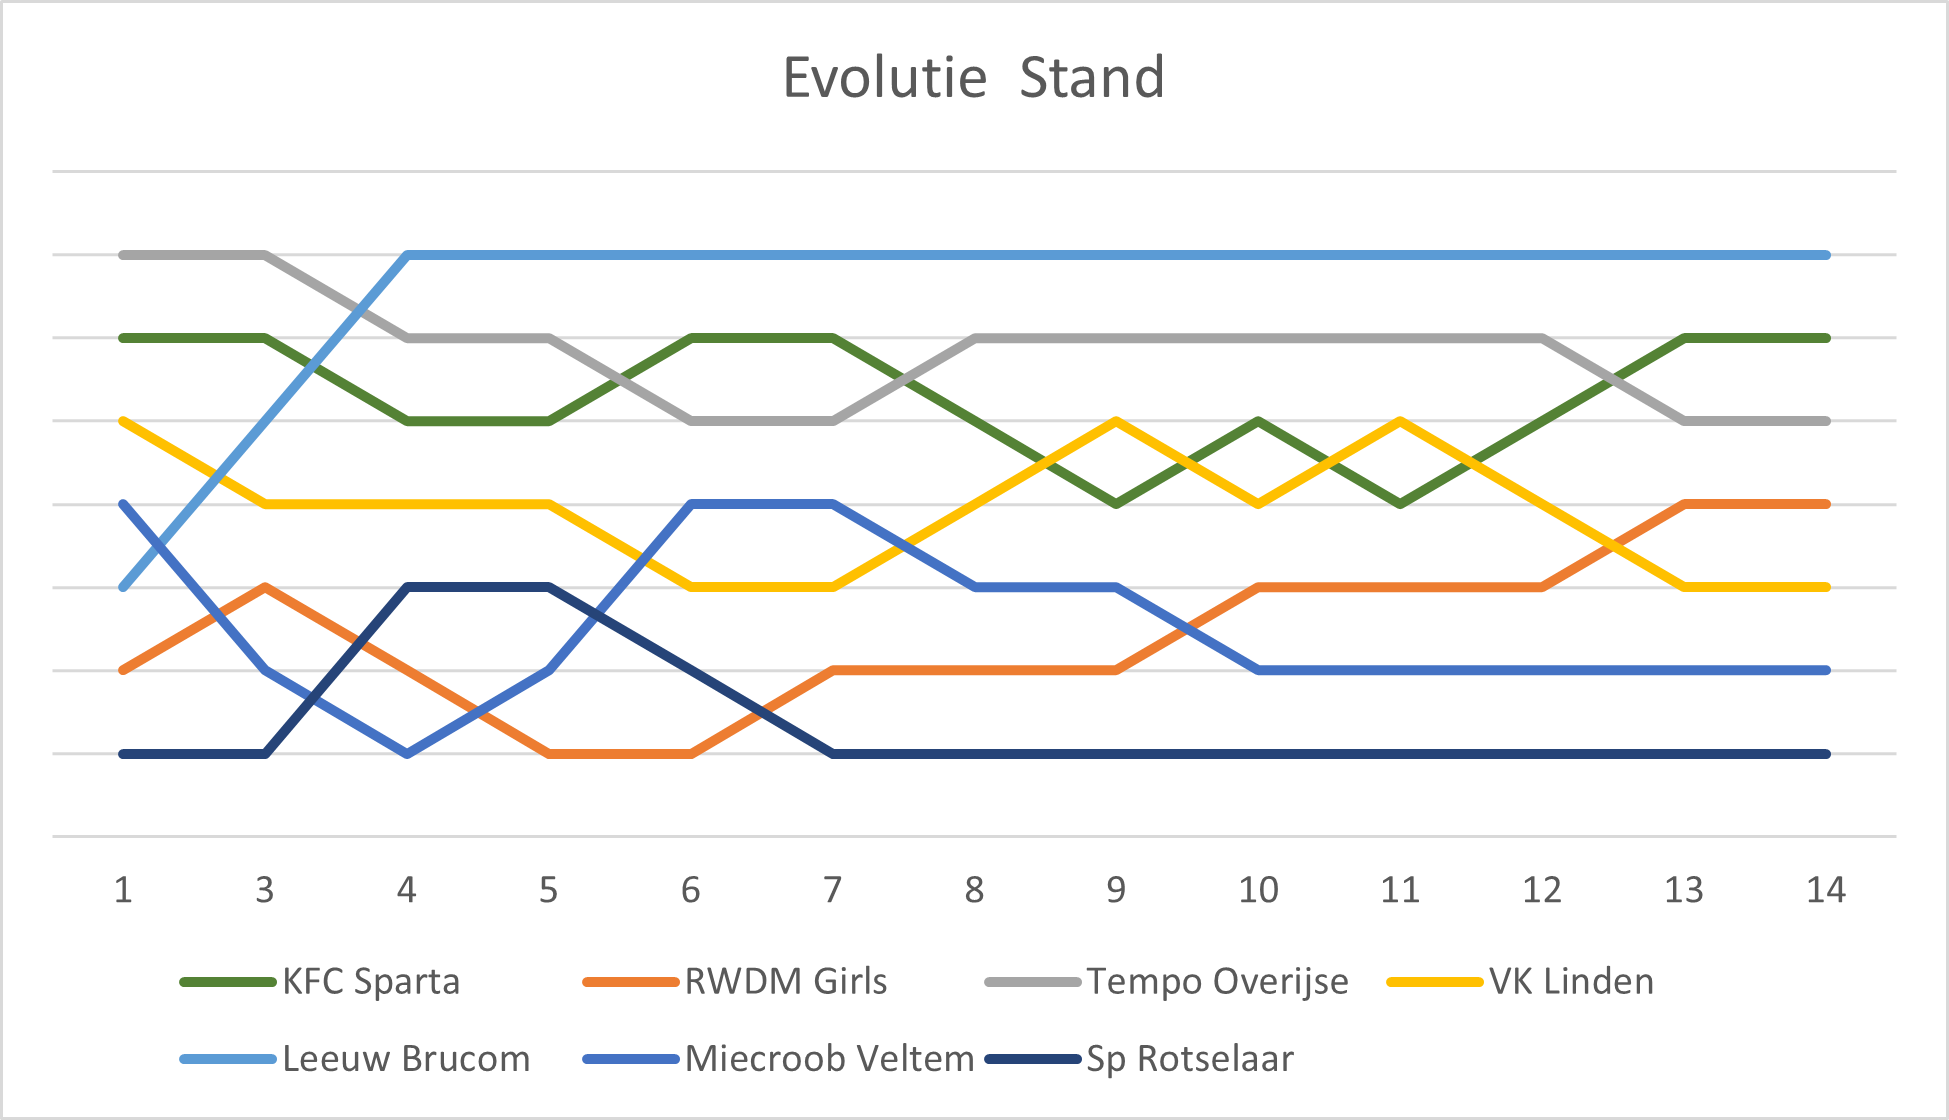 Evolutie  Stand
1 3 4 5 6 7 8 9 10 11 12 13 14
KFC Sparta RWDM Girls Tempo Overijse VK Linden
Leeuw Brucom Miecroob Veltem Sp Rotselaar